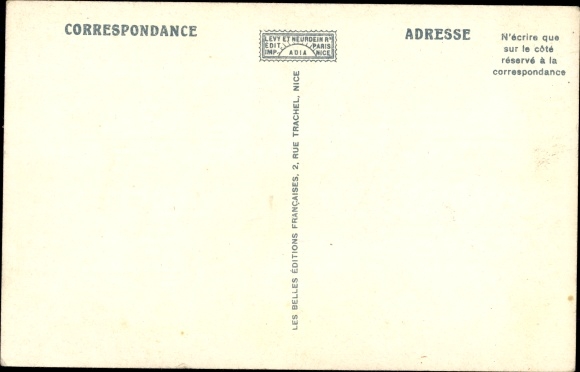 CORRESPONDANCE
LEVY ET NEURDEIN Rs
EDIT. PARIS
IMP. ADIA NICE
ADRESSE
N'écrire que
sur le côté
réservé à la
correspondance
LES BELLES ÉDITIONS FRANÇAISES, 2, RUE TRACHEL, NICE